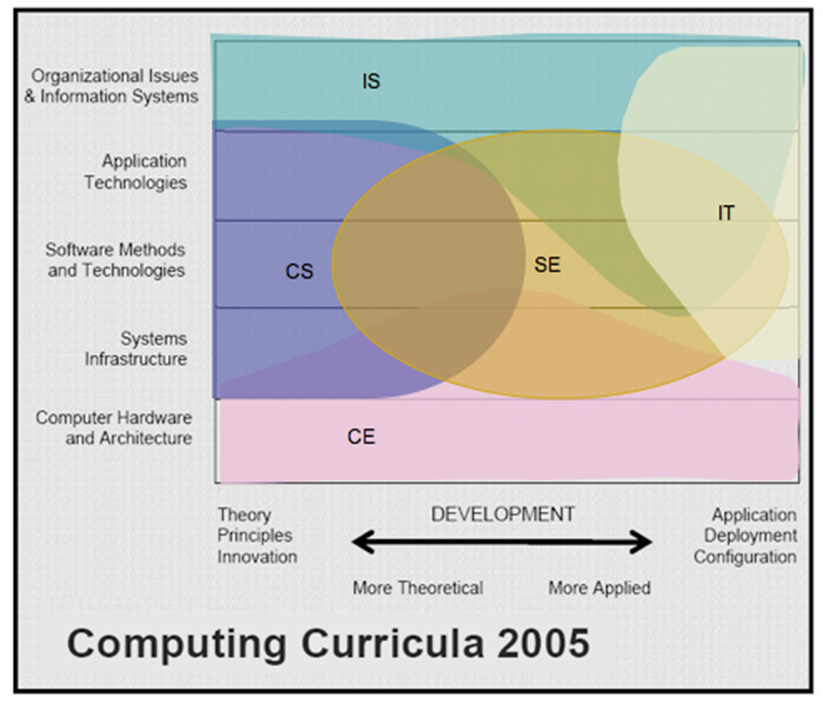 Organizational Issues
& Information Systems
IS
Application
Technologies
IT
Software Methods
and Technologies
CS
SE
Systems
Infrastructure
Computer Hardware
and Architecture
CE
Theory
Principles
Innovation
DEVELOPMENT
Application
Deployment
Configuration
More Theoretical
More Applied
Computing Curricula 2005